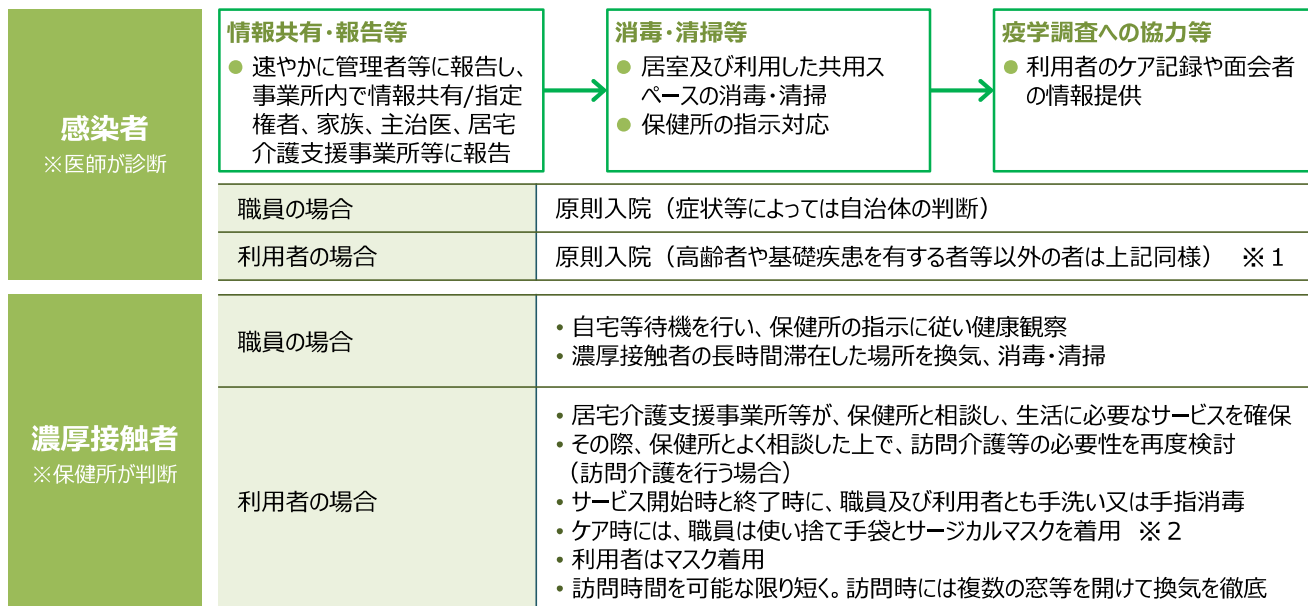 感染者
※医師が診断
情報共有・報告等
● 速やかに管理者等に報告し、
事業所内で情報共有/指定
権者、家族、主治医、居宅
介護支援事業所等に報告
消毒・清掃等
● 居室及び利用した共用ス
ペースの消毒・清掃
● 保健所の指示対応
疫学調査への協力等
● 利用者のケア記録や面会者
の情報提供
職員の場合
原則入院（症状等によっては自治体の判断）
利用者の場合
原則入院（高齢者や基礎疾患を有する者等以外の者は上記同様） ※１
濃厚接触者
※保健所が判断
職員の場合
• 自宅等待機を行い、保健所の指示に従い健康観察
• 濃厚接触者の長時間滞在した場所を換気、消毒・清掃
利用者の場合
• 居宅介護支援事業所等が、保健所と相談し、生活に必要なサービスを確保
• その際、保健所とよく相談した上で、訪問介護等の必要性を再度検討
（訪問介護を行う場合）
• サービス開始時と終了時に、職員及び利用者とも手洗い又は手指消毒
• ケア時には、職員は使い捨て手袋とサージカルマスクを着用 ※２
• 利用者はマスク着用
• 訪問時間を可能な限り短く。訪問時には複数の窓等を開けて換気を徹底